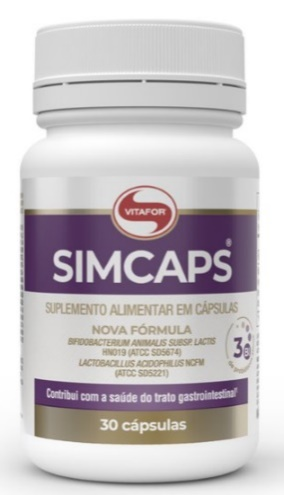 VITAFOR
SIMCAPS®
SUPLEMENTO ALIMENTAR EM CÁPSULAS
NOVA FÓRMULA
BIFIDOBACTERIUM ANIMALIS SUBSP. LACTIS
HN019 (ATCC SD5674)
LACTOBACILLUS ACIDOPHILUS NCFM
(ATCC SD5221)
3
Contribui com a saúde do trato gastrointestinal
30 cápsulas